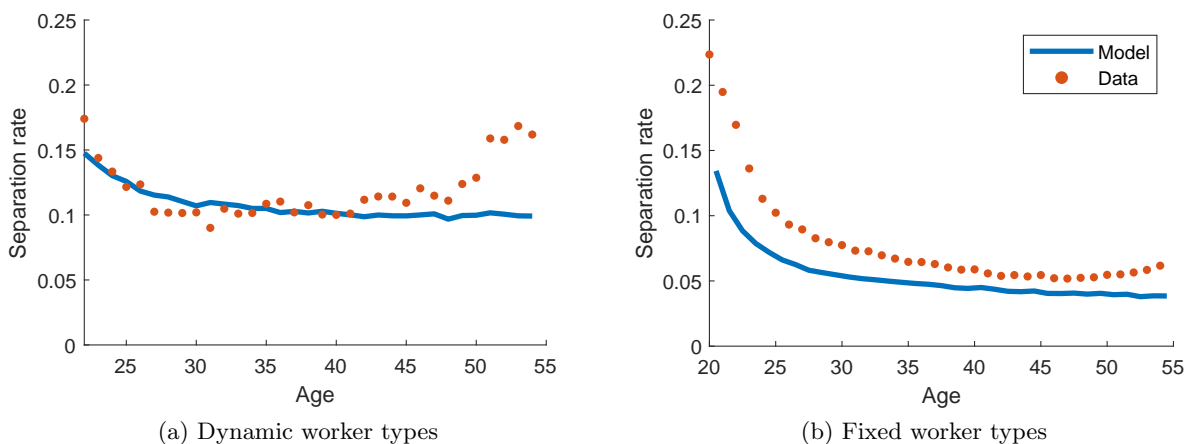 0.25
0.2
0.15
0.1
0.05
0
Separation rate
25 30 35 40 45 50 55
Age
(a) Dynamic worker types
0.25
0.2
0.15
0.1
0.05
0
Separation rate
20 25 30 35 40 45 50 55
Age
Model
Data
(b) Fixed worker types